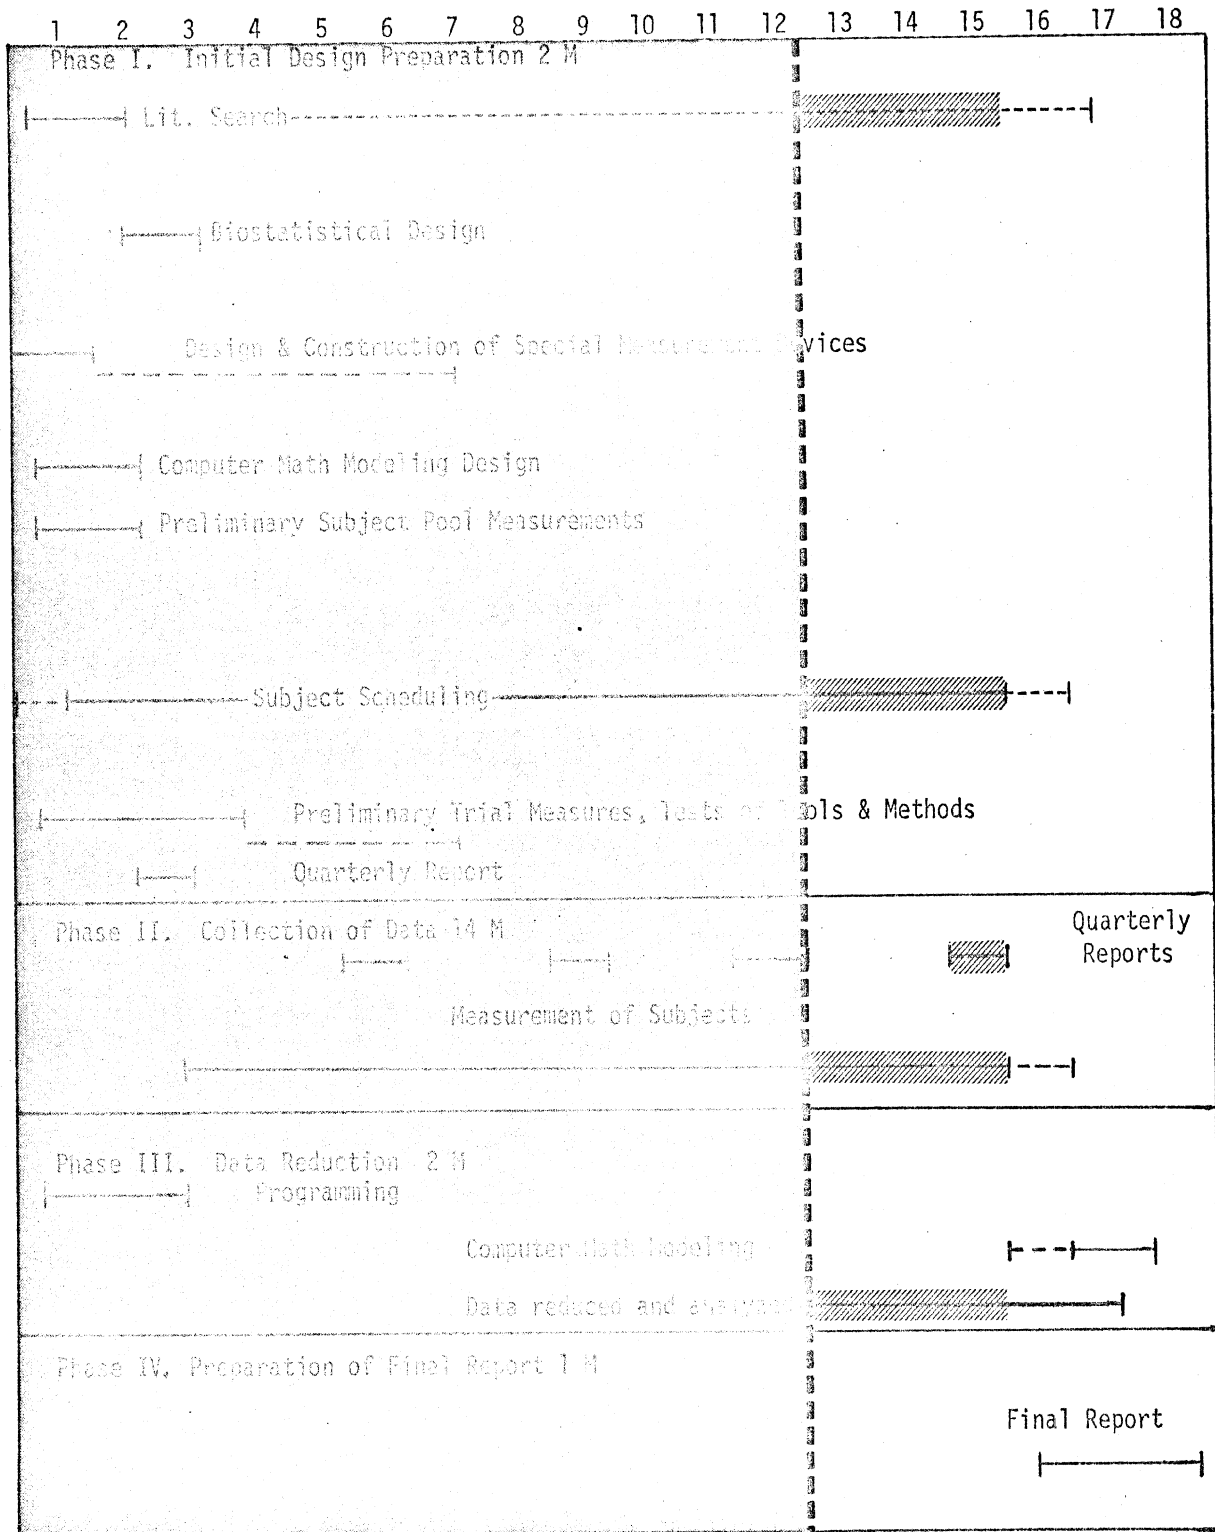 1 2 3 4 5 6 7 8 9 10 11 12 13 14 15 16 17 18
Phase I. Initial Design Preparation 2 M
Lit. Search
Biostatistical Design
Design & Construction of Special Measurement Devices
Computer Math Modeling Design
Preliminary Subject Pool Measurements
Subject Scheduling
Preliminary Trial Measures, Tests of Tools & Methods
Quarterly Report
Phase II. Collection of Data 14 M
Quarterly
Reports
Measurement of Subjects
Phase III. Data Reduction 2 M
Programming
Computer Math Modeling
Data reduced and analyzed
Phase IV. Preparation of Final Report 1 M
Final Report